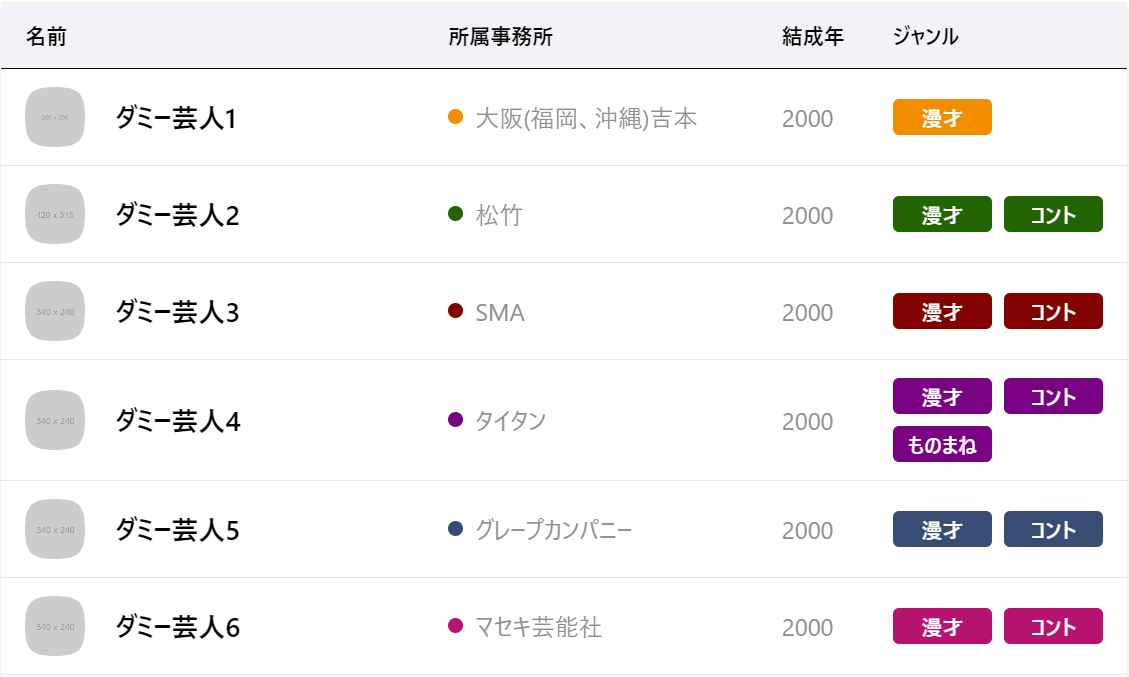 名前 所属事務所 結成年 ジャンル
ダミー芸人1 大阪(福岡、沖縄)吉本 2000 漫才
420 x 315 ダミー芸人2 松竹 2000 漫才 コント
340 x 240 ダミー芸人3 SMA 2000 漫才 コント
340 x 240 ダミー芸人4 タイタン 2000 漫才 コント
ものまね
340 x 240 ダミー芸人5 グレープカンパニー 2000 漫才 コント
340 x 240 ダミー芸人6 マセキ芸能社 2000 漫才 コント